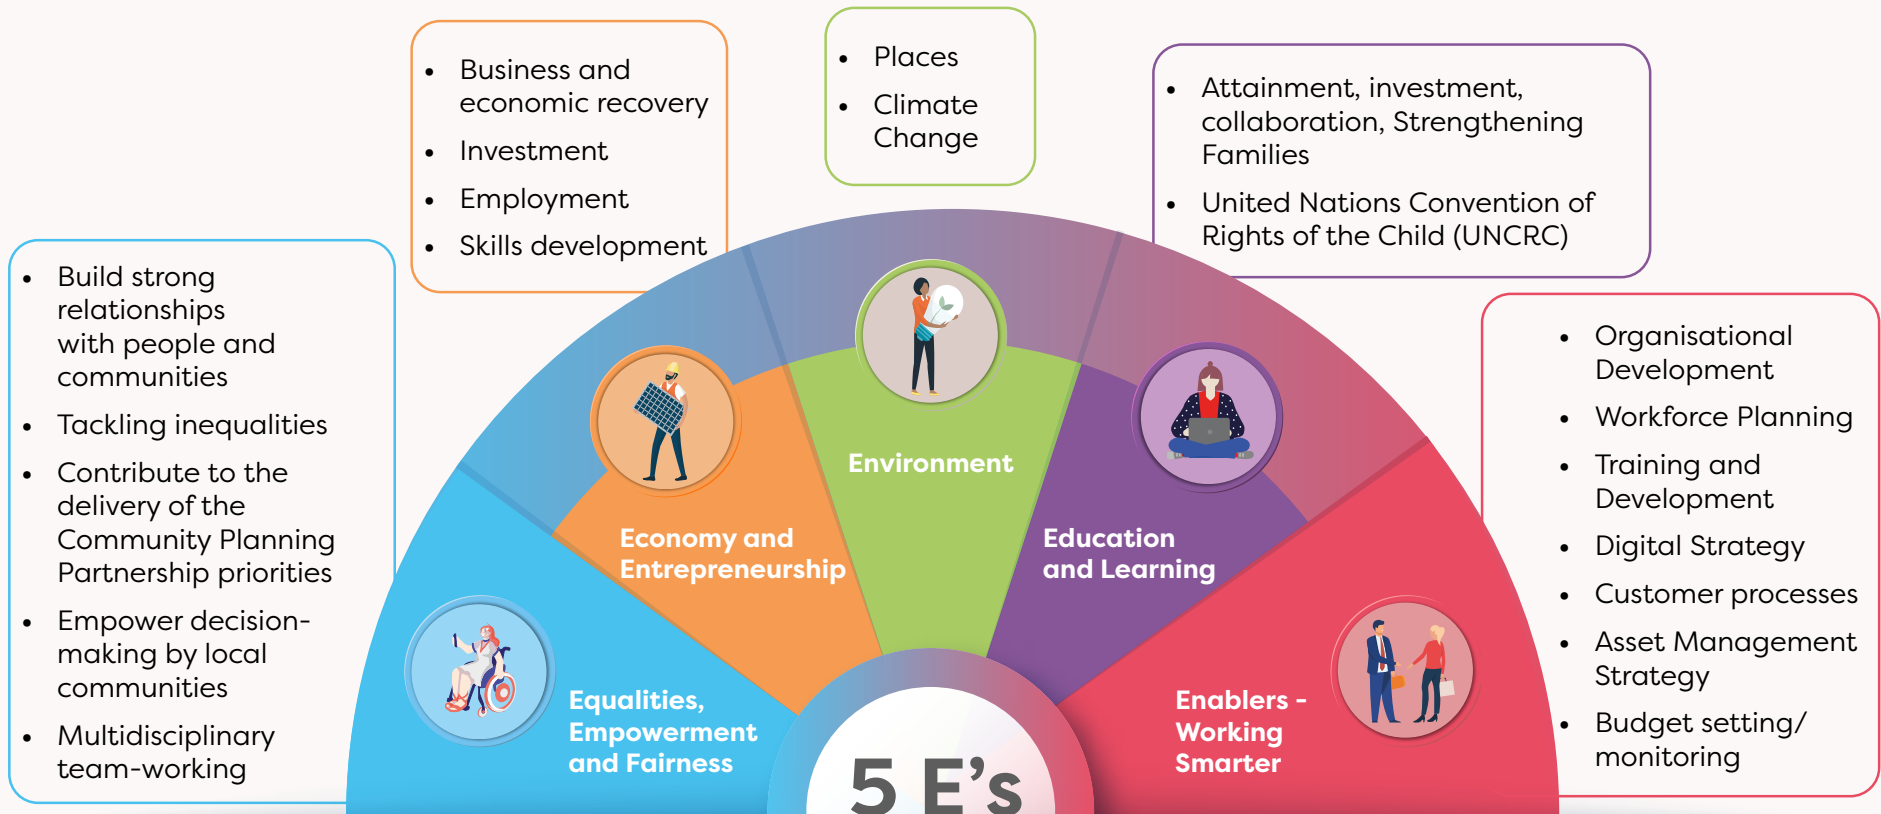 • Build strong
relationships
with people and
communities
• Tackling inequalities
• Contribute to the
delivery of the
Community Planning
Partnership priorities
• Empower decision-
making by local
communities
• Multidisciplinary
team-working
• Business and
economic recovery
• Investment
• Employment
• Skills development
• Places
• Climate
Change
• Attainment, investment,
collaboration, Strengthening
Families
• United Nations Convention of
Rights of the Child (UNCRC)
• Organisational
Development
• Workforce Planning
• Training and
Development
• Digital Strategy
• Customer processes
• Asset Management
Strategy
• Budget setting/
monitoring
Equalities,
Empowerment
and Fairness
Economy and
Entrepreneurship
Environment
Education
and Learning
Enablers -
Working
Smarter
5 E’s